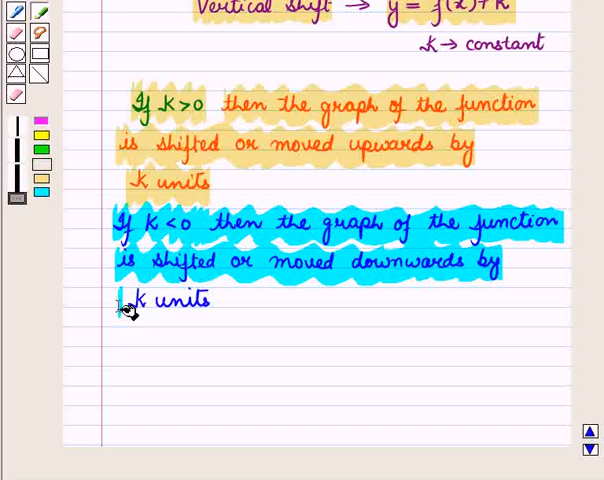 Vertical Shift → y = f(x)+K
K → constant
If K>0 then the graph of the function
is shifted or moved upwards by
K units
If K<0 then the graph of the function
is shifted or moved downwards by
K units